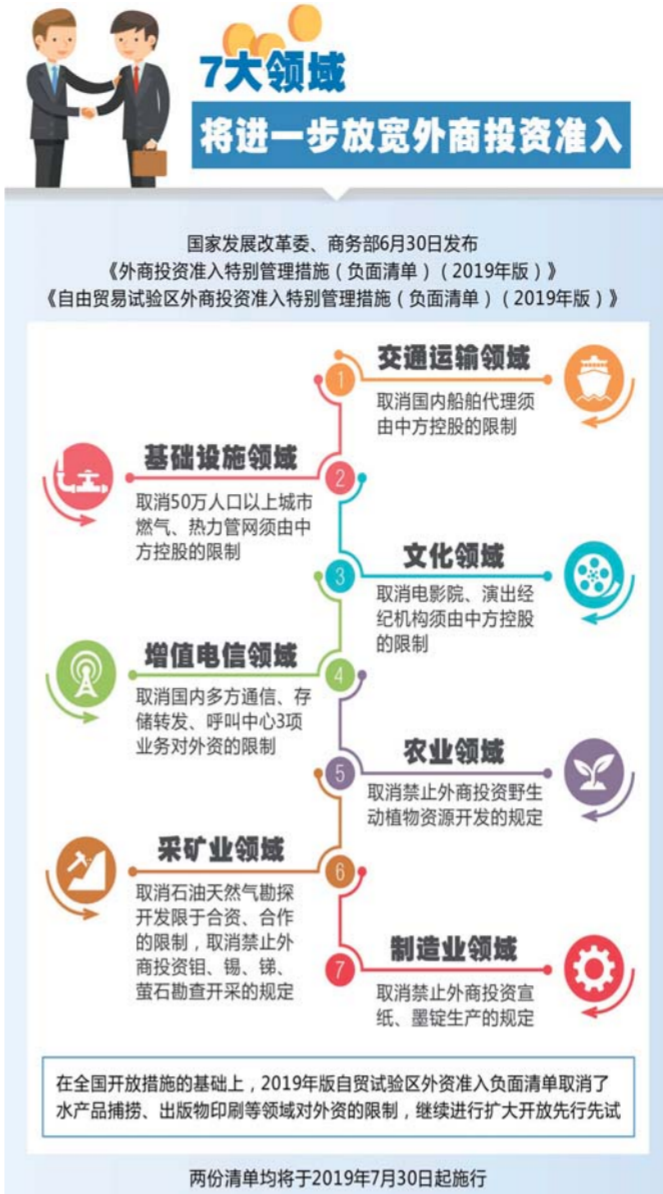 7大领域
将进一步放宽外商投资准入
国家发展改革委、商务部6月30日发布
《外商投资准入特别管理措施（负面清单）（2019年版）》
《自由贸易试验区外商投资准入特别管理措施（负面清单）（2019年版）》
1
交通运输领域
取消国内船舶代理须
由中方控股的限制
基础设施领域
2
取消50万人口以上城市
燃气、热力管网须由中
方控股的限制
3
文化领域
取消电影院、演出经
纪机构须由中方控股
的限制
增值电信领域
4
取消国内多方通信、存
储转发、呼叫中心3项
业务对外资的限制
5
农业领域
取消禁止外商投资野生
动植物资源开发的规定
采矿业领域
6
取消石油天然气勘探
开发限于合资、合作
的限制，取消禁止外
商投资钼、锡、锑、
萤石勘查开采的规定
7
制造业领域
取消禁止外商投资宣
纸、墨锭生产的规定
在全国开放措施的基础上，2019年版自贸试验区外资准入负面清单取消了
水产品捕捞、出版物印刷等领域对外资的限制，继续进行扩大开放先行先试
两份清单均将于2019年7月30日起施行